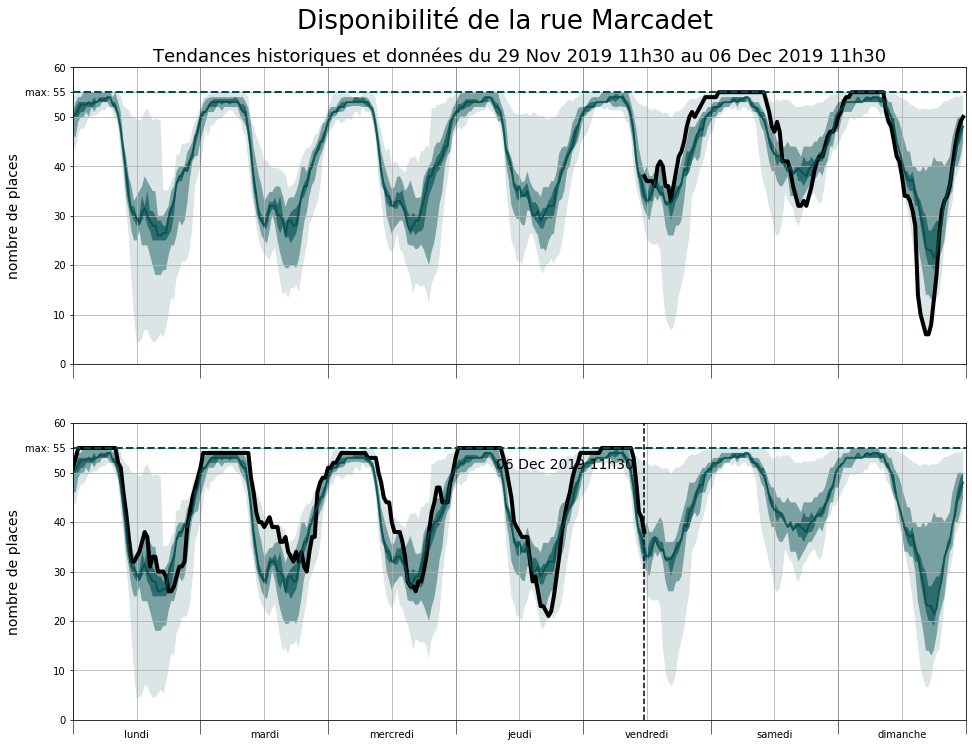 Disponibilité de la rue Marcadet
Tendances historiques et données du 29 Nov 2019 11h30 au 06 Dec 2019 11h30
nombre de places
60
max: 55
50
40
30
20
10
0
nombre de places
60
max: 55
50
40
30
20
10
0
06 Dec 2019 11h30
lundi mardi mercredi jeudi vendredi samedi dimanche